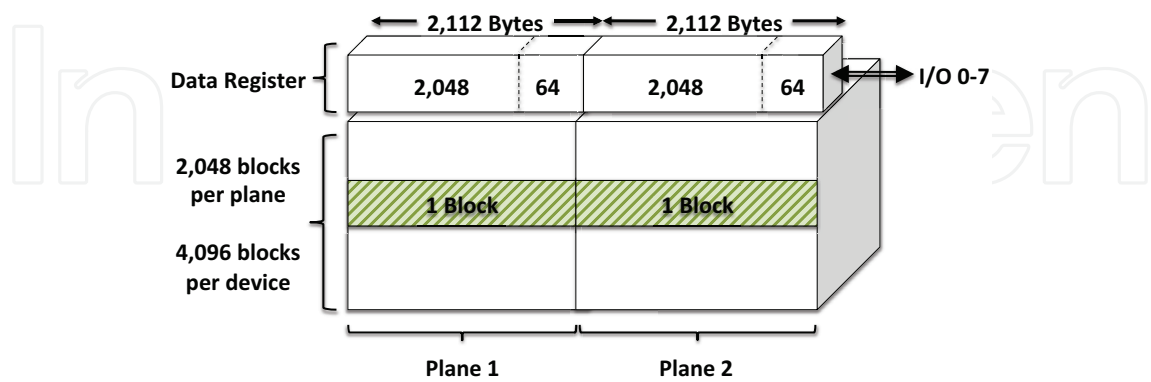 2,112 Bytes 2,112 Bytes
Data Register
2,048 64 2,048 64
I/O 0-7
2,048 blocks
per plane
1 Block 1 Block
4,096 blocks
per device
Plane 1 Plane 2